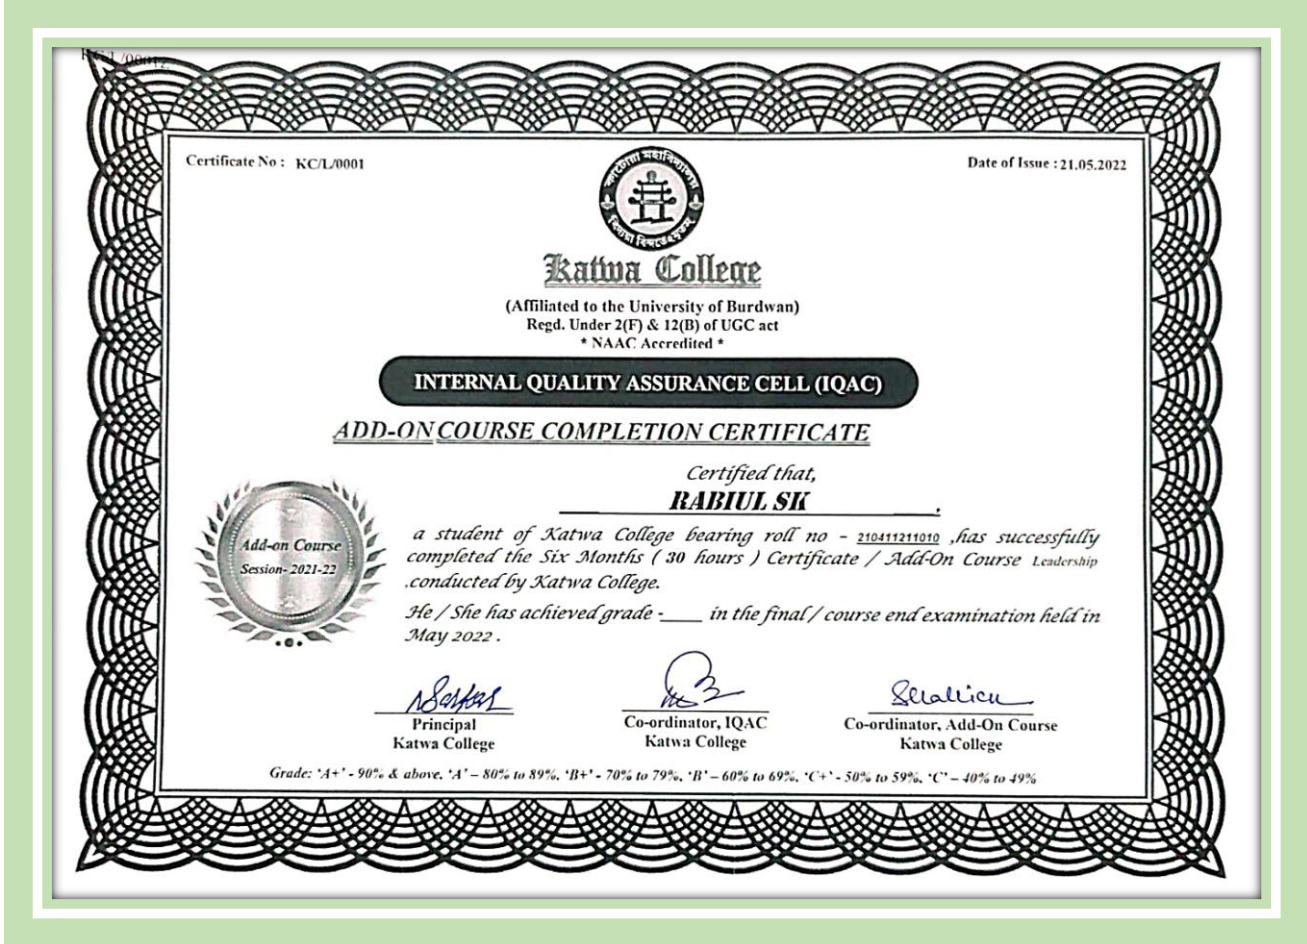 Certificate No : KC/L/0001
Date of Issue : 21.05.2022
কাটোয়া মহাবিদ্যালয়
Katwa College
(Affiliated to the University of Burdwan)
Regd. Under 2(F) & 12(B) of UGC act
* NAAC Accredited *
INTERNAL QUALITY ASSURANCE CELL (IQAC)
ADD-ON COURSE COMPLETION CERTIFICATE
Certified that,
RABIUL SK .
Add-on Course
Session- 2021-22
a student of Katwa College bearing roll no - 210411211010 ,has successfully
completed the Six Months ( 30 hours ) Certificate / Add-On Course Leadership
.conducted by Katwa College.
He / She has achieved grade -____ in the final / course end examination held in
May 2022 .
Principal
Katwa College
Co-ordinator, IQAC
Katwa College
Co-ordinator, Add-On Course
Katwa College
Grade: 'A+' - 90% & above, 'A' – 80% to 89%, 'B+' - 70% to 79%, 'B' – 60% to 69%, 'C+' - 50% to 59%, 'C' – 40% to 49%